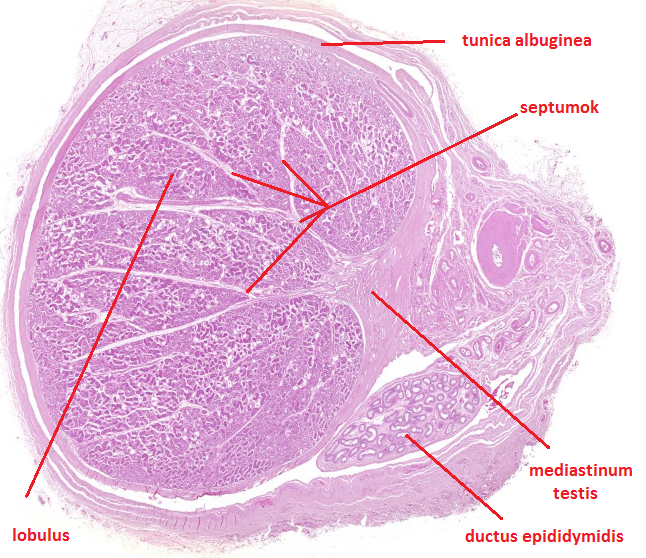 tunica albuginea
septumok
mediastinum
testis
lobulus
ductus epididymidis